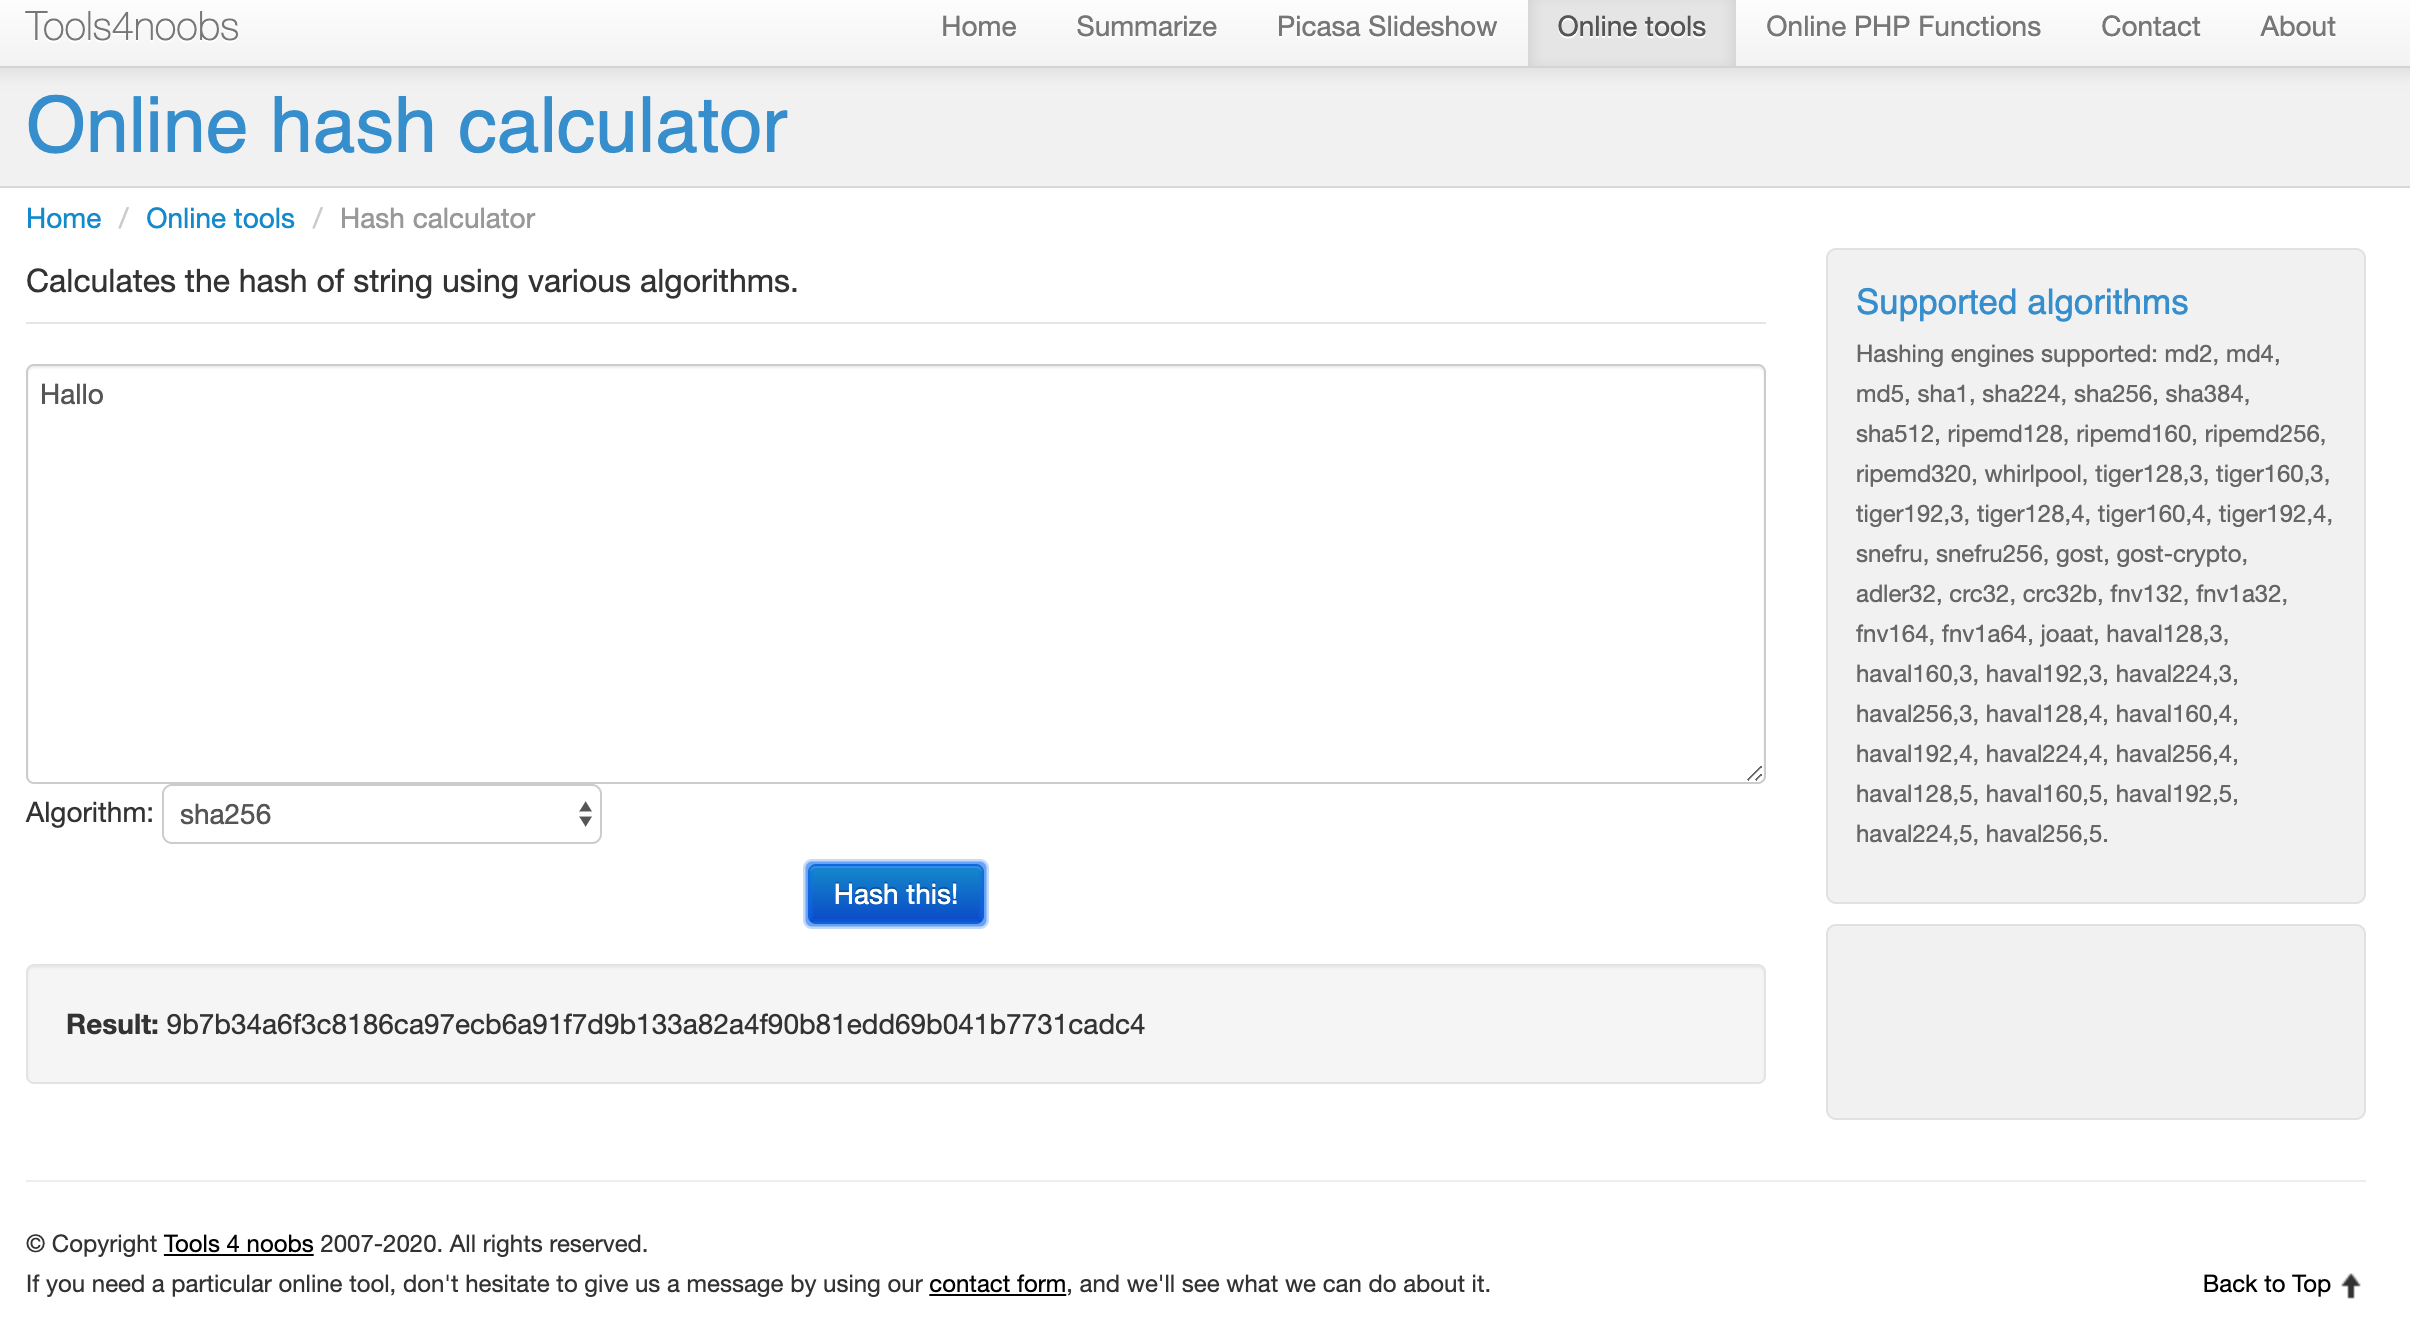 Tools4noobs Home Summarize Picasa Slideshow Online tools Online PHP Functions Contact About
Online hash calculator
Home / Online tools / Hash calculator
Calculates the hash of string using various algorithms.
Hallo
Algorithm: sha256
Hash this!
Result: 9b7b34a6f3c8186ca97ecb6a91f7d9b133a82a4f90b81edd69b041b7731cadc4
Supported algorithms
Hashing engines supported: md2, md4,
md5, sha1, sha224, sha256, sha384,
sha512, ripemd128, ripemd160, ripemd256,
ripemd320, whirlpool, tiger128,3, tiger160,3,
tiger192,3, tiger128,4, tiger160,4, tiger192,4,
snefru, snefru256, gost, gost-crypto,
adler32, crc32, crc32b, fnv132, fnv1a32,
fnv164, fnv1a64, joaat, haval128,3,
haval160,3, haval192,3, haval224,3,
haval256,3, haval128,4, haval160,4,
haval192,4, haval224,4, haval256,4,
haval128,5, haval160,5, haval192,5,
haval224,5, haval256,5.
© Copyright Tools 4 noobs 2007-2020. All rights reserved.
If you need a particular online tool, don't hesitate to give us a message by using our contact form, and we'll see what we can do about it.
Back to Top